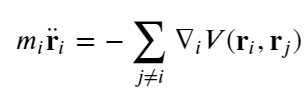 $m_i \ddot{\mathbf{r}}_i = - \sum_{j \neq i} \nabla_i V(\mathbf{r}_i, \mathbf{r}_j)$